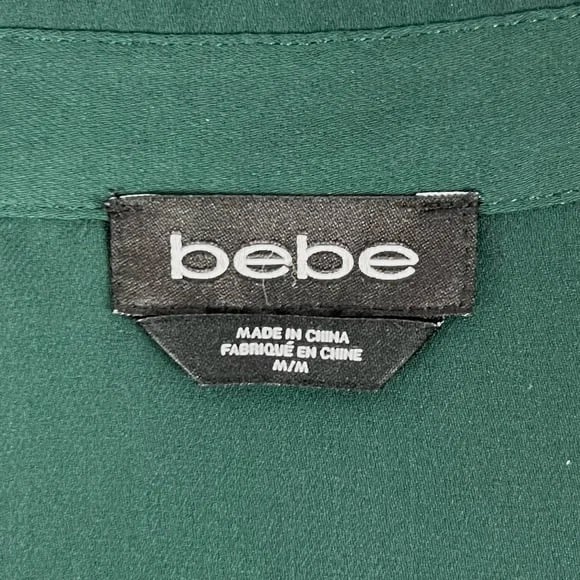 bebe
MADE IN CHINA
FABRIQUÉ EN CHINE
M/M